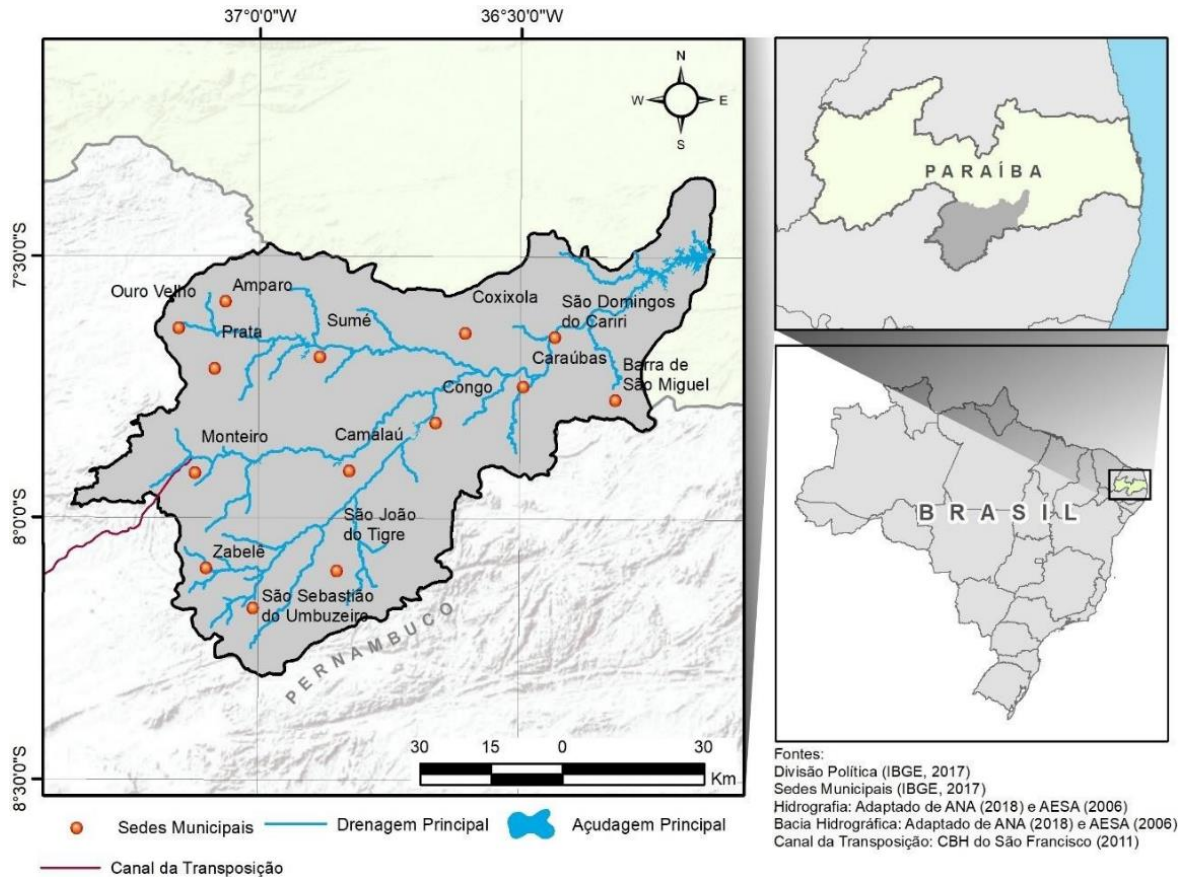 37°0'0"W
36°30'0"W
7°30'0"S
8°0'0"S
8°30'0"S
N
W
E
S
Ouro Velho
Amparo
Prata
Sumé
Coxixola
São Domingos
do Cariri
Caraúbas
Barra de
São Miguel
Congo
Monteiro
Camalaú
São João
do Tigre
Zabelê
São Sebastião
do Umbuzeiro
PERNAMBUCO
30
15
0
30
Km
PARAÍBA
BRASIL
Sedes Municipais
Drenagem Principal
Açudagem Principal
Canal da Transposição
Fontes:
Divisão Política (IBGE, 2017)
Sedes Municipais (IBGE, 2017)
Hidrografia: Adaptado de ANA (2018) e AESA (2006)
Bacia Hidrográfica: Adaptado de ANA (2018) e AESA (2006)
Canal da Transposição: CBH do São Francisco (2011)